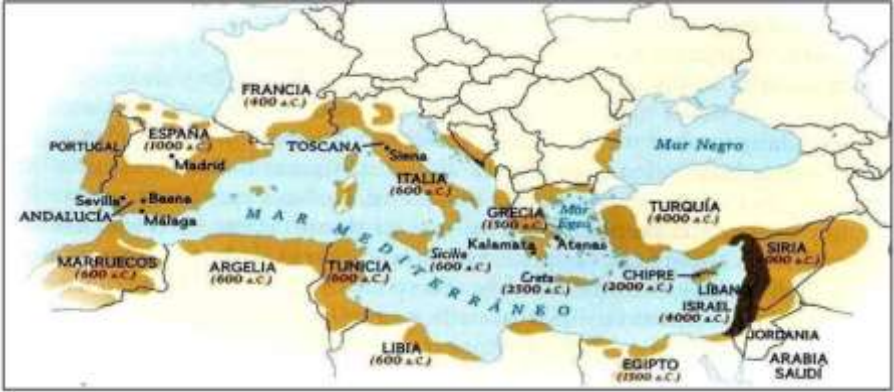 FRANCIA
(400 a.C.)
ESPAÑA
(1000 a.C.)
PORTUGAL
Madrid
TOSCANA
Siena
ITALIA
(600 a.C.)
Mar Negro
Sevilla
Baena
ANDALUCÍA
Málaga
GRECIA
(1500 a.C.)
Mar
Egeo
TURQUÍA
(4000 a.C.)
Kalamata
Atenas
MAR MEDITERRÁNEO
MARRUECOS
(600 a.C.)
ARGELIA
(600 a.C.)
TUNICIA
(600 a.C.)
Sicilia
(600 a.C.)
Creta
(2500 a.C.)
CHIPRE
(2000 a.C.)
SIRIA
LÍBAN
ISRAEL
(4000 a.C.)
JORDANIA
LIBIA
(600 a.C.)
EGIPTO
(1500 a.C.)
ARABIA
SAUDÍ